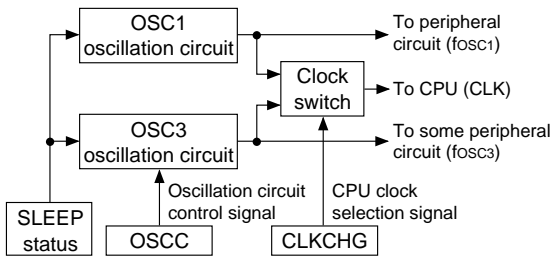 OSC1
oscillation circuit
To peripheral
circuit (fOSC1)
Clock
switch
To CPU (CLK)
OSC3
oscillation circuit
To some peripheral
circuit (fOSC3)
Oscillation circuit
control signal
CPU clock
selection signal
SLEEP
status
OSCC
CLKCHG